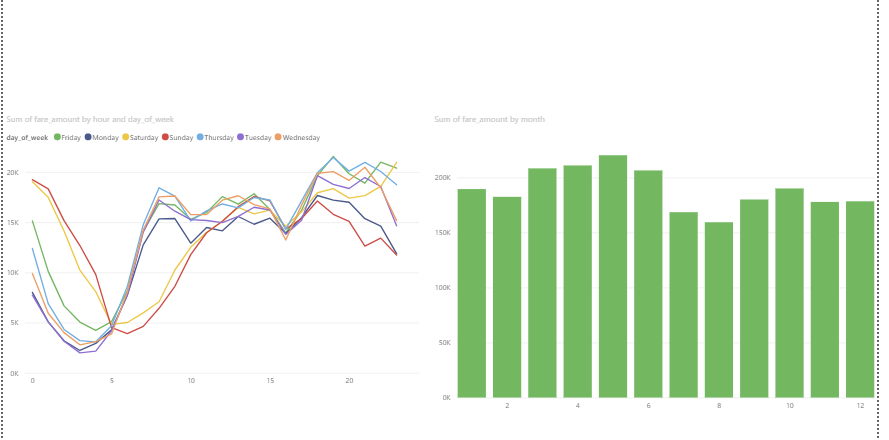 Sum of fare_amount by hour and day_of_week
day_of_week Friday Monday Saturday Sunday Thursday Tuesday Wednesday
20K
15K
10K
5K
0K
0 5 10 15 20
Sum of fare_amount by month
200K
150K
100K
50K
0K
2 4 6 8 10 12